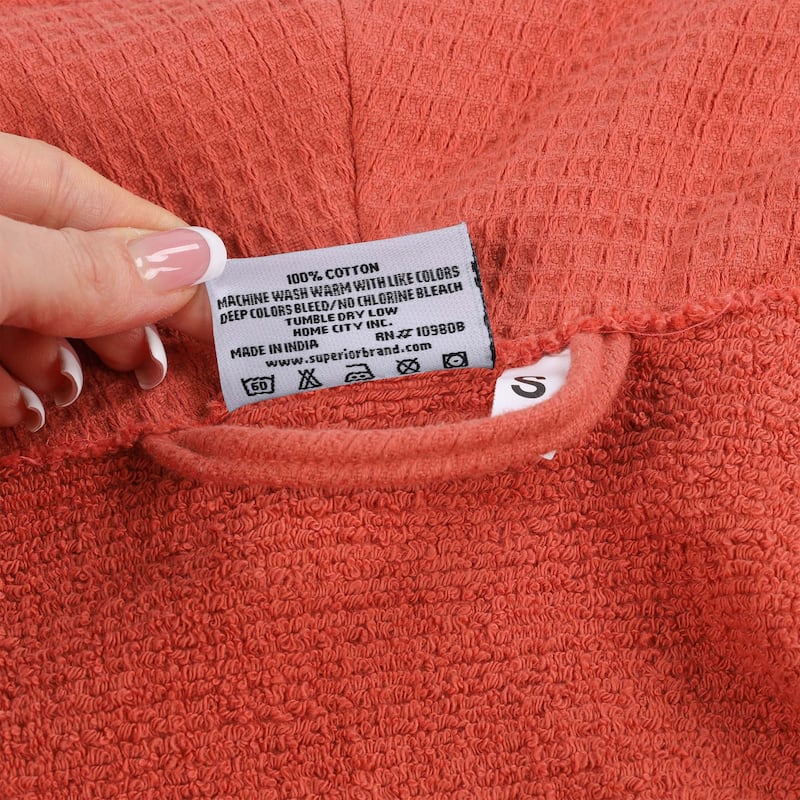 100% COTTON
MACHINE WASH WARM WITH LIKE COLORS
DEEP COLORS BLEED/NO CHLORINE BLEACH
TUMBLE DRY LOW
HOME CITY INC.
MADE IN INDIA RN# 10980B
www.superiorbrand.com
60
S